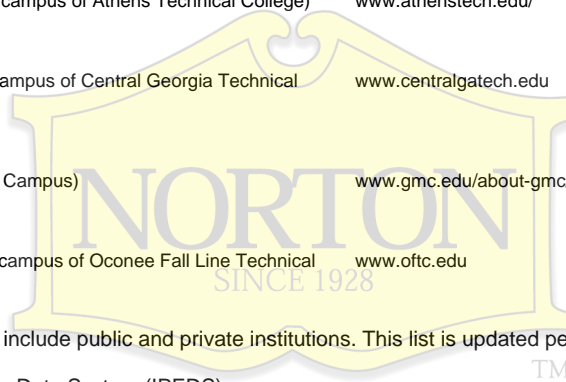 campus of Athens Technical College) www.athenstech.edu/
ampus of Central Georgia Technical www.centralgatech.edu
NORTON
Campus) www.gmc.edu/about-gmc
campus of Oconee Fall Line Technical www.oftc.edu
SINCE 1928
include public and private institutions. This list is updated pe
TM
Data System (IPEDS)